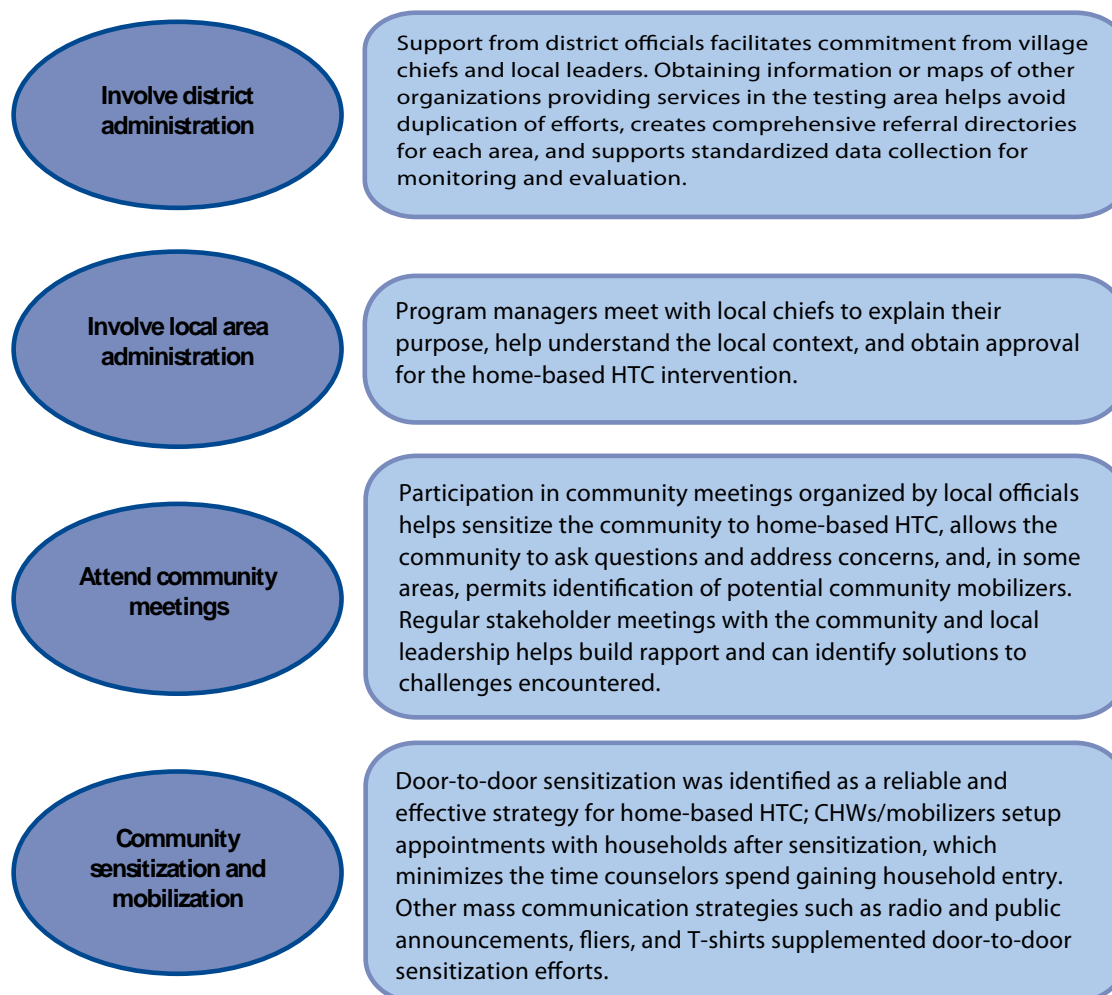 Involve district
administration
Support from district officials facilitates commitment from village
chiefs and local leaders. Obtaining information or maps of other
organizations providing services in the testing area helps avoid
duplication of efforts, creates comprehensive referral directories
for each area, and supports standardized data collection for
monitoring and evaluation.
Involve local area
administration
Program managers meet with local chiefs to explain their
purpose, help understand the local context, and obtain approval
for the home-based HTC intervention.
Attend community
meetings
Participation in community meetings organized by local officials
helps sensitize the community to home-based HTC, allows the
community to ask questions and address concerns, and, in some
areas, permits identification of potential community mobilizers.
Regular stakeholder meetings with the community and local
leadership helps build rapport and can identify solutions to
challenges encountered.
Community
sensitization and
mobilization
Door-to-door sensitization was identified as a reliable and
effective strategy for home-based HTC; CHWs/mobilizers setup
appointments with households after sensitization, which
minimizes the time counselors spend gaining household entry.
Other mass communication strategies such as radio and public
announcements, fliers, and T-shirts supplemented door-to-door
sensitization efforts.